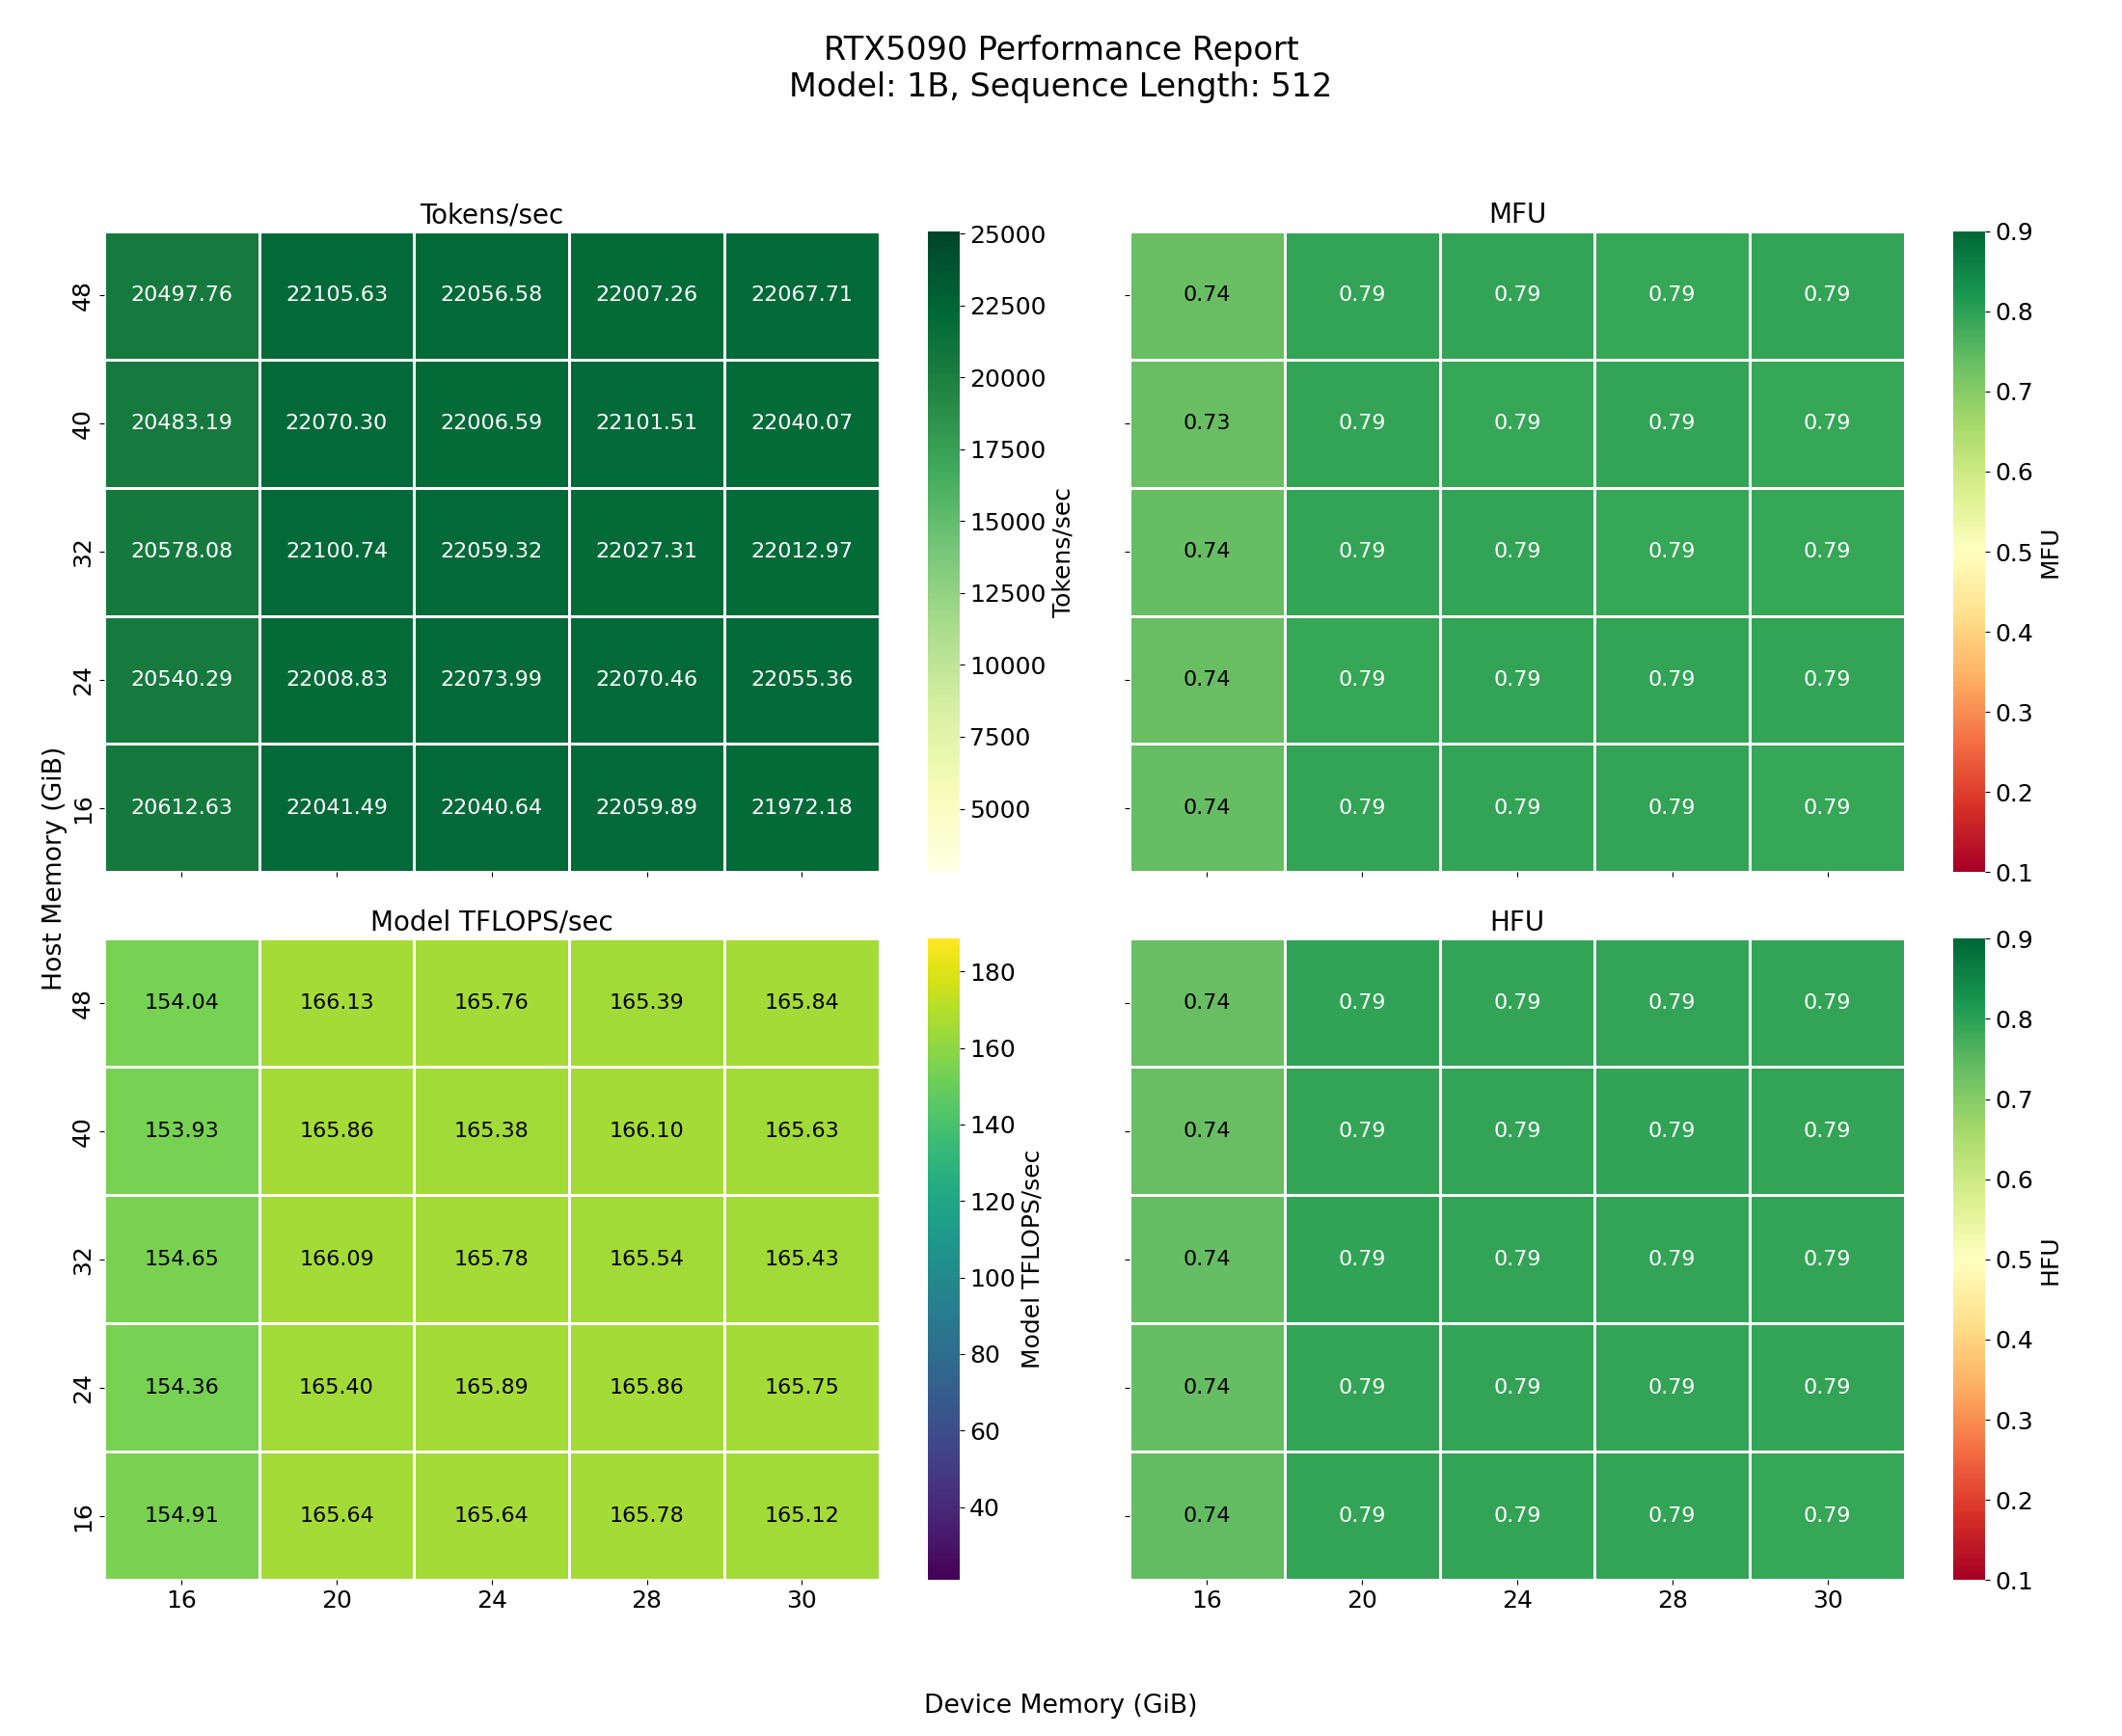 RTX5090 Performance Report
Model: 1B, Sequence Length: 512
Tokens/sec
48 20497.76 22105.63 22056.58 22007.26 22067.71
40 20483.19 22070.30 22006.59 22101.51 22040.07
32 20578.08 22100.74 22059.32 22027.31 22012.97
24 20540.29 22008.83 22073.99 22070.46 22055.36
16 20612.63 22041.49 22040.64 22059.89 21972.18
25000
22500
20000
17500
15000
12500
10000
7500
5000
Tokens/sec
MFU
0.74 0.79 0.79 0.79 0.79
0.73 0.79 0.79 0.79 0.79
0.74 0.79 0.79 0.79 0.79
0.74 0.79 0.79 0.79 0.79
0.74 0.79 0.79 0.79 0.79
0.9
0.8
0.7
0.6
0.5
0.4
0.3
0.2
0.1
MFU
Host Memory (GiB)
Model TFLOPS/sec
48 154.04 166.13 165.76 165.39 165.84
40 153.93 165.86 165.38 166.10 165.63
32 154.65 166.09 165.78 165.54 165.43
24 154.36 165.40 165.89 165.86 165.75
16 154.91 165.64 165.64 165.78 165.12
16 20 24 28 30
180
160
140
120
100
80
60
40
Model TFLOPS/sec
HFU
0.74 0.79 0.79 0.79 0.79
0.74 0.79 0.79 0.79 0.79
0.74 0.79 0.79 0.79 0.79
0.74 0.79 0.79 0.79 0.79
0.74 0.79 0.79 0.79 0.79
16 20 24 28 30
0.9
0.8
0.7
0.6
0.5
0.4
0.3
0.2
0.1
HFU
Device Memory (GiB)